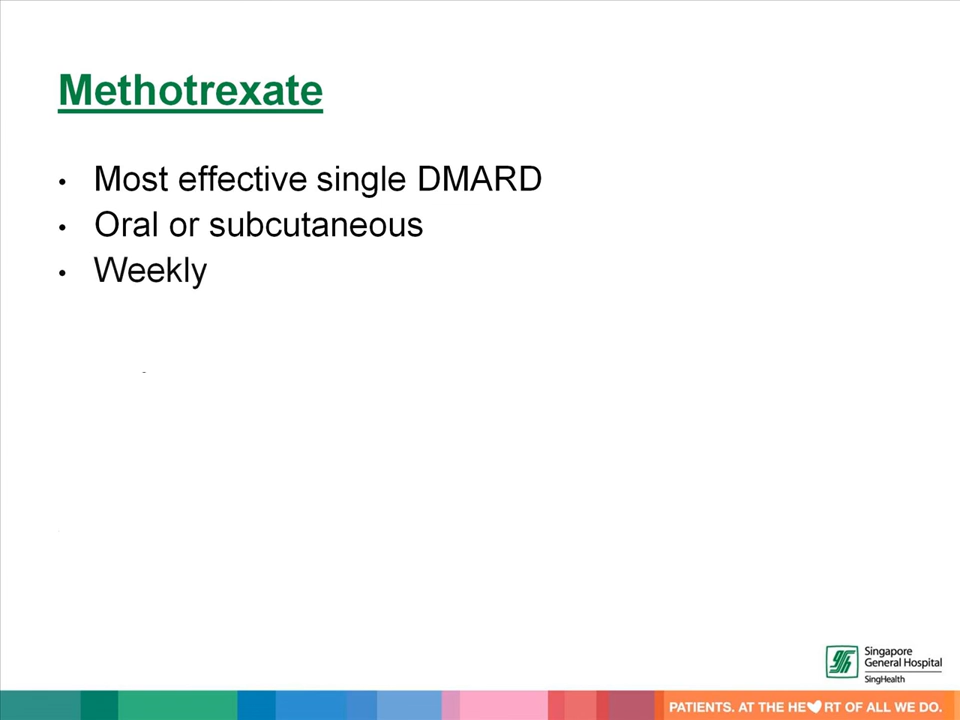 Methotrexate
• Most effective single DMARD
• Oral or subcutaneous
• Weekly
Singapore
General Hospital
SingHealth
PATIENTS. AT THE HE❤RT OF ALL WE DO.